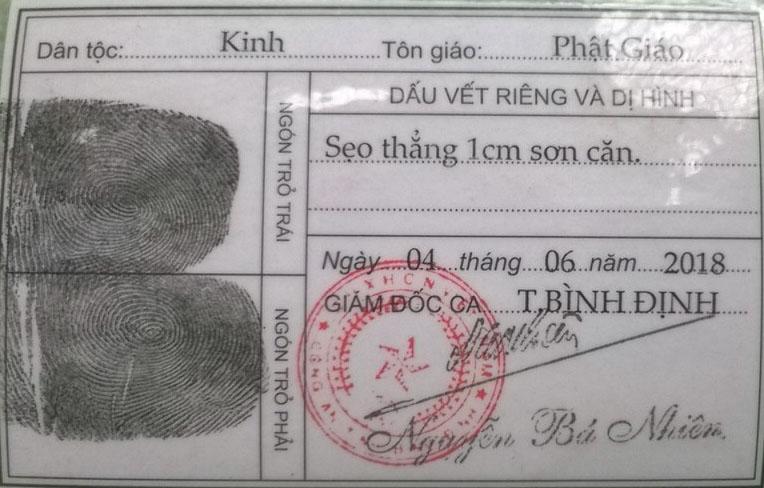 Dân tộc: Kinh Tôn giáo: Phật Giáo
DẤU VẾT RIÊNG VÀ DỊ HÌNH
NGÓN TRỎ TRÁI
Sẹo thẳng 1cm sơn căn.
Ngày 04 tháng 06 năm 2018
GIÁM ĐỐC CA T.BÌNH ĐỊNH
NGÓN TRỎ PHẢI
Nguyễn Bá Nhiên